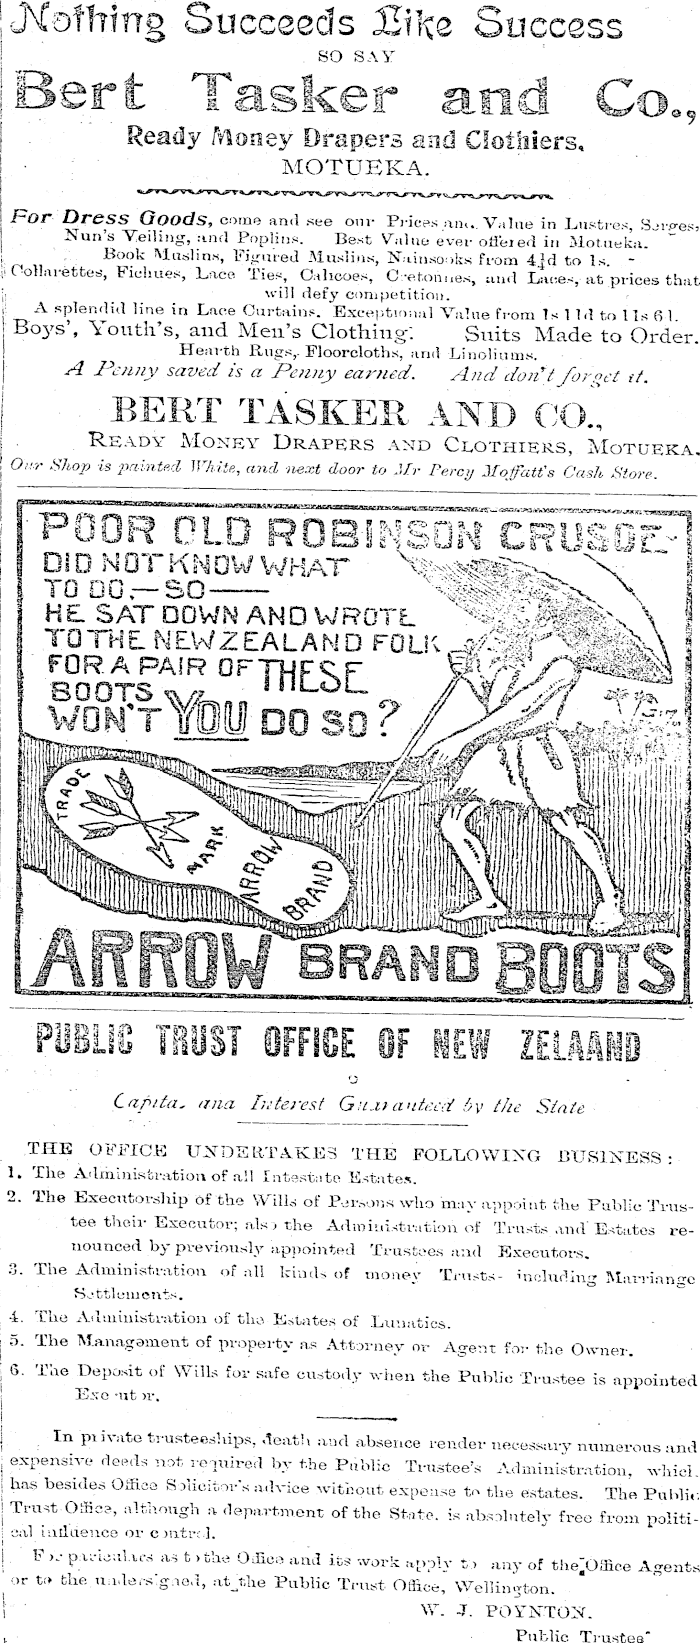 Nothing Succeeds Like Success
SO SAY
Bert Tasker and Co.,
Ready Money Drapers and Clothiers,
MOTUEKA.
For Dress Goods, come and see our Prices and Value in Lustres, Serges,
Nun's Veiling, and Poplins. Best Value ever offered in Motueka.
Book Muslins, Figured Muslins, Nainsooks from 4½d to 1s.
Collarettes, Fichues, Lace Ties, Calicoes, Cretonnes, and Laces, at prices that
will defy competition.
A splendid line in Lace Curtains. Exceptional Value from 1s 11d to 11s 6d.
Boys', Youth's, and Men's Clothing. Suits Made to Order.
Hearth Rugs, Floorcloths, and Linoliums.
A Penny saved is a Penny earned. And don't forget it.
BERT TASKER AND CO.,
READY MONEY DRAPERS AND CLOTHIERS, MOTUEKA.
Our Shop is painted White, and next door to Mr Percy Moffatt's Cash Store.
POOR OLD ROBINSON CRUSOE
DID NOT KNOW WHAT
TO DO,—SO—
HE SAT DOWN AND WROTE
TO THE NEW ZEALAND FOLK
FOR A PAIR OF THESE
BOOTS
WON'T YOU DO SO?
TRADE
MARK
ARROW
BRAND
ARROW BRAND BOOTS
PUBLIC TRUST OFFICE OF NEW ZELAAND
Capital and Interest Guaranteed by the State
THE OFFICE UNDERTAKES THE FOLLOWING BUSINESS:
1. The Administration of all Intestate Estates.
2. The Executorship of the Wills of Persons who may appoint the Public Trus-
tee their Executor; also the Administration of Trusts and Estates re-
nounced by previously appointed Trustees and Executors.
3. The Administration of all kinds of money Trusts- including Marriange
Settlements.
4. The Administration of the Estates of Lunatics.
5. The Management of property as Attorney or Agent for the Owner.
6. The Deposit of Wills for safe custody when the Public Trustee is appointed
Executor.
In private trusteeships, death and absence render necessary numerous and
expensive deeds not required by the Public Trustee's Administration, which
has besides Office Solicitor's advice without expense to the estates. The Public
Trust Office, although a department of the State. is absolutely free from politi-
cal influence or control.
For particulars as to the Office and its work apply to any of the Office Agents
or to the undersigned, at the Public Trust Office, Wellington.
W. J. POYNTON.
Public Trustee